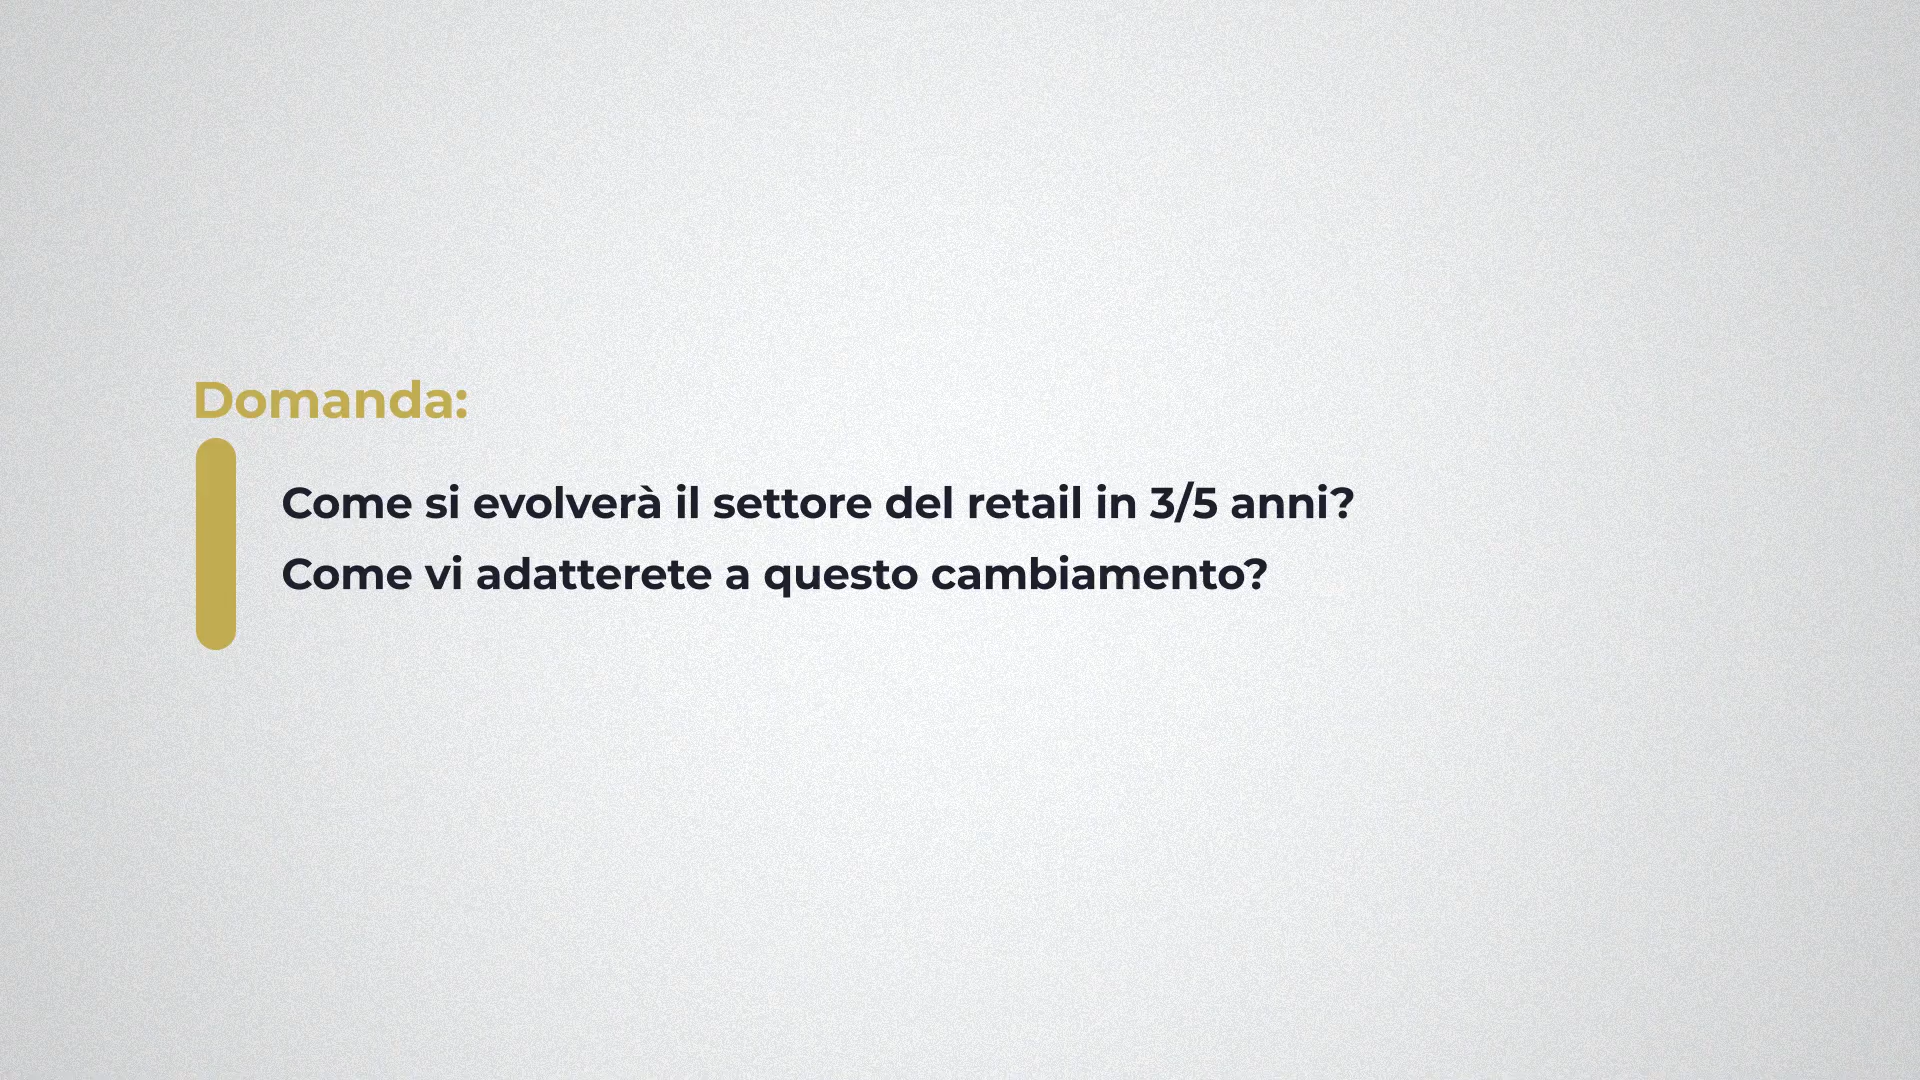 Domanda:
Come si evolverà il settore del retail in 3/5 anni?
Come vi adatterete a questo cambiamento?